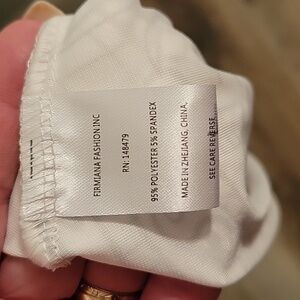 FIRMIANA FASHION INC
RN: 148479
95% POLYESTER 5% SPANDEX
MADE IN ZHEJIANG, CHINA.
SEE CARE REVERSE